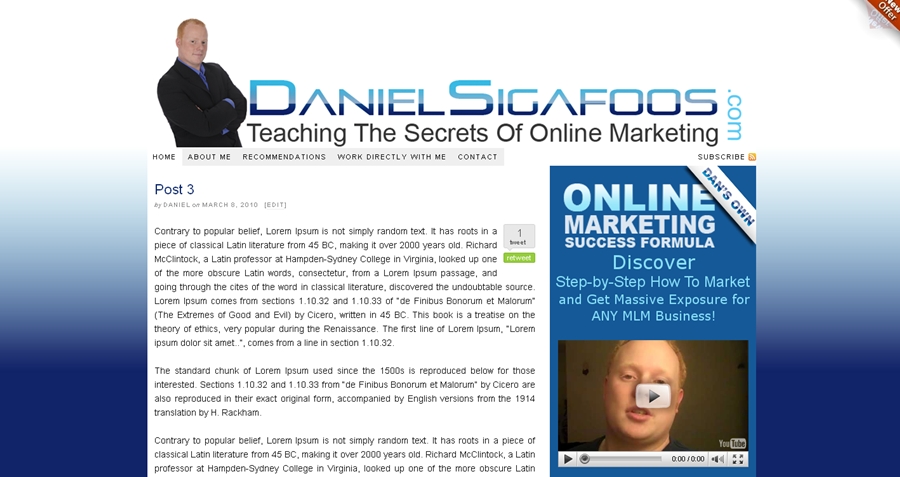 New
Offer
DANIELSIGAFOOS.com
Teaching The Secrets Of Online Marketing
HOME ABOUT ME RECOMMENDATIONS WORK DIRECTLY WITH ME CONTACT SUBSCRIBE
Post 3
by DANIEL on MARCH 8, 2010 [EDIT]
1
tweet
retweet
Contrary to popular belief, Lorem Ipsum is not simply random text. It has roots in a
piece of classical Latin literature from 45 BC, making it over 2000 years old. Richard
McClintock, a Latin professor at Hampden-Sydney College in Virginia, looked up one
of the more obscure Latin words, consectetur, from a Lorem Ipsum passage, and
going through the cites of the word in classical literature, discovered the undoubtable source.
Lorem Ipsum comes from sections 1.10.32 and 1.10.33 of "de Finibus Bonorum et Malorum"
(The Extremes of Good and Evil) by Cicero, written in 45 BC. This book is a treatise on the
theory of ethics, very popular during the Renaissance. The first line of Lorem Ipsum, "Lorem
ipsum dolor sit amet..", comes from a line in section 1.10.32.
The standard chunk of Lorem Ipsum used since the 1500s is reproduced below for those
interested. Sections 1.10.32 and 1.10.33 from "de Finibus Bonorum et Malorum" by Cicero are
also reproduced in their exact original form, accompanied by English versions from the 1914
translation by H. Rackham.
Contrary to popular belief, Lorem Ipsum is not simply random text. It has roots in a piece of
classical Latin literature from 45 BC, making it over 2000 years old. Richard McClintock, a Latin
professor at Hampden-Sydney College in Virginia, looked up one of the more obscure Latin
DAN'S OWN
ONLINE
MARKETING
SUCCESS FORMULA
Discover
Step-by-Step How To Market
and Get Massive Exposure for
ANY MLM Business!
YouTube
0:00 / 0:00